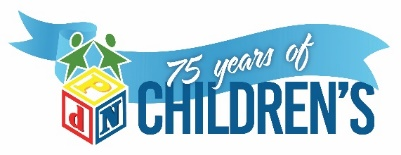 75 years of
P
d N
CHILDREN'S